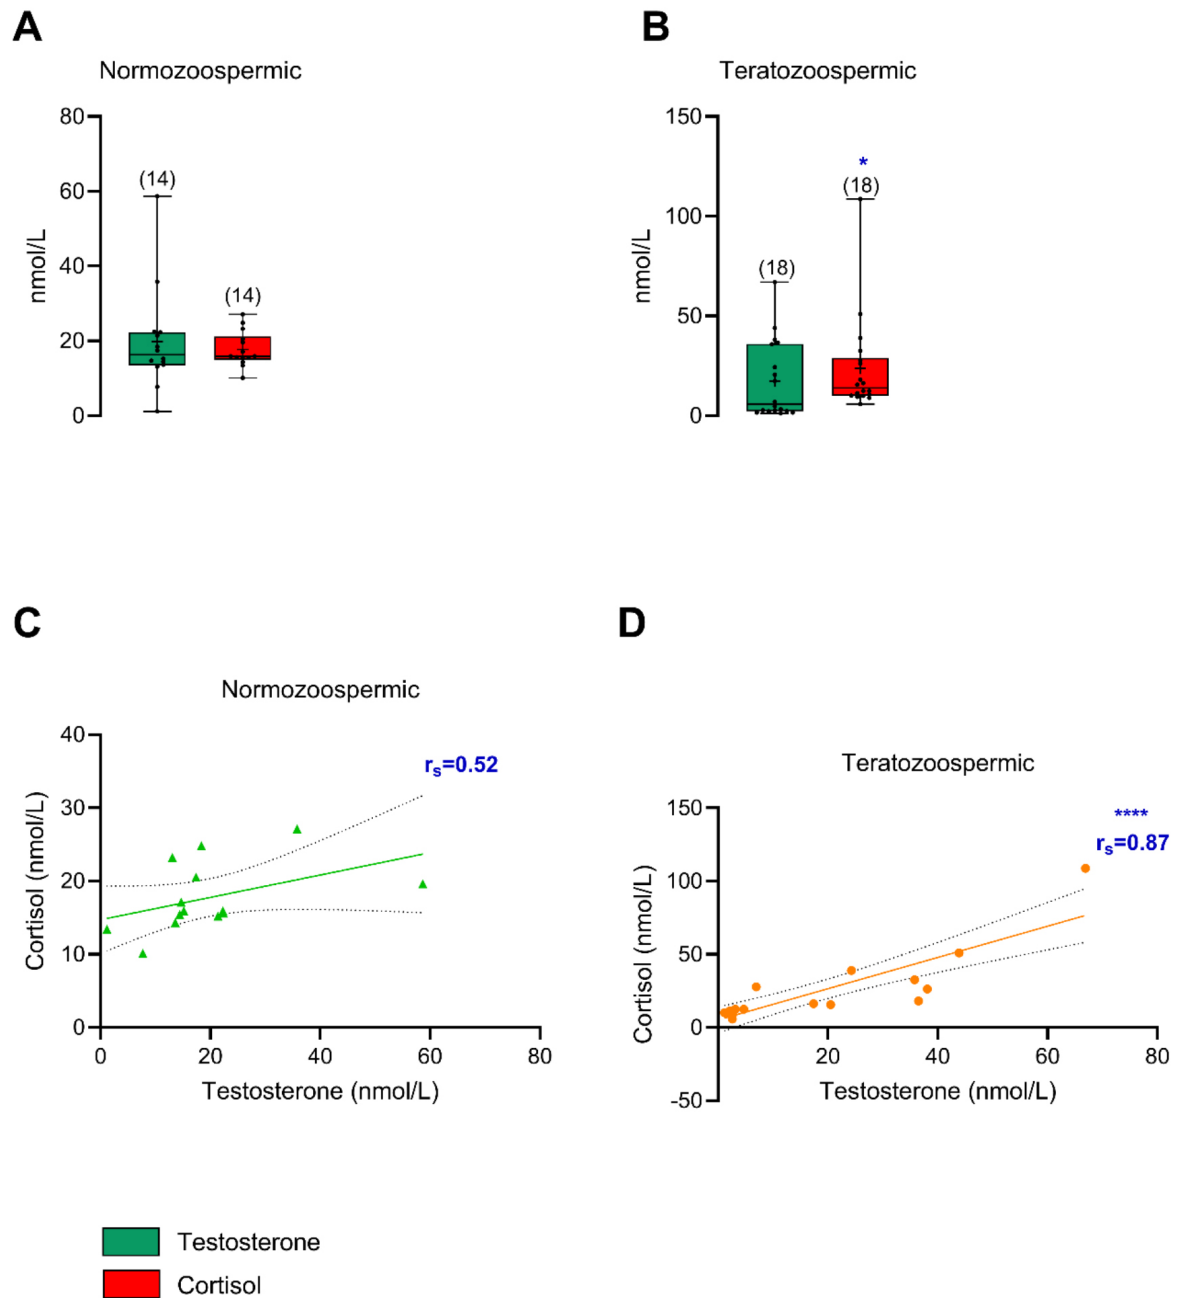 A
Normozoospermic
80
60
40
20
0
nmol/L
(14)
(14)
B
Teratozoospermic
150
100
50
0
nmol/L
(18)
*
(18)
C
Normozoospermic
40
30
20
10
0
Cortisol (nmol/L)
rs=0.52
0
20
40
60
80
Testosterone (nmol/L)
D
Teratozoospermic
150
100
50
0
-50
Cortisol (nmol/L)
****
rs=0.87
20
40
60
80
Testosterone (nmol/L)
Testosterone
Cortisol